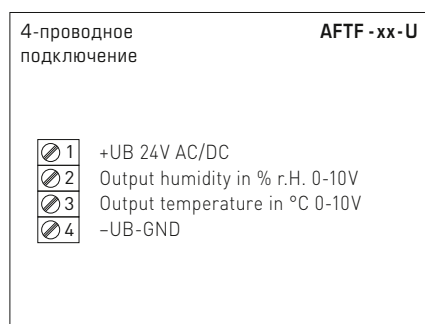 4-проводное AFTF - xx - U
подключение
1 +UB 24V AC/DC
2 Output humidity in % r.H. 0-10V
3 Output temperature in °C 0-10V
4 –UB-GND